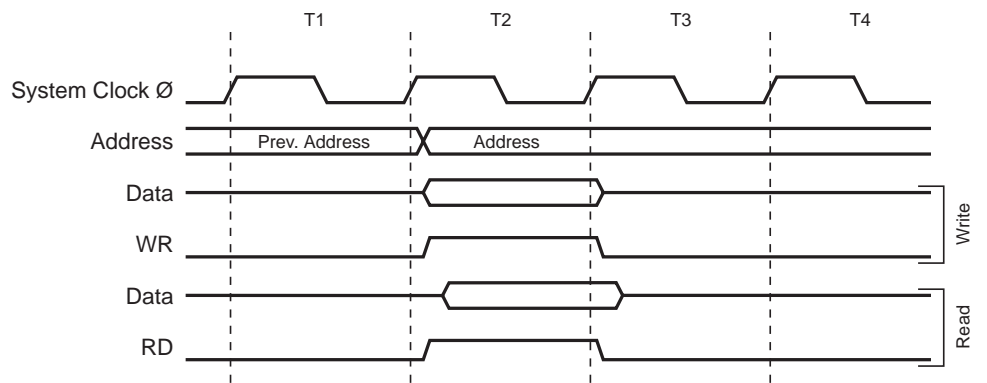 T1 T2 T3 T4
System Clock Ø
Address Prev. Address Address
Data
WR
Write
Data
RD
Read